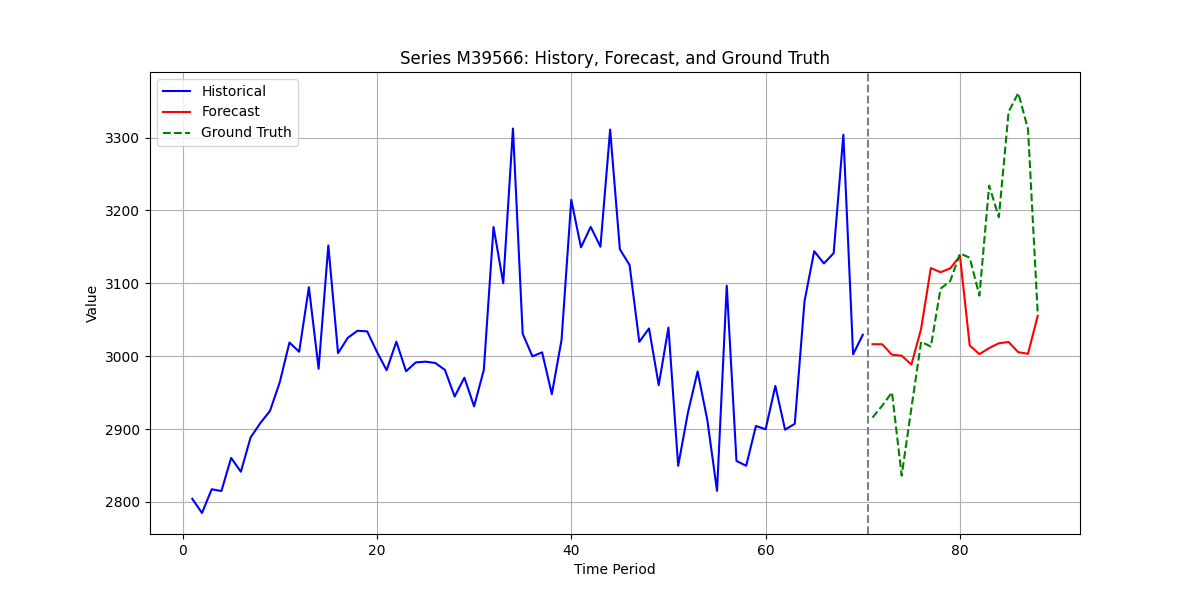 Series M39566: History, Forecast, and Ground Truth
Historical
Forecast
Ground Truth
3300
3200
3100
3000
2900
2800
Value
0
20
40
60
80
Time Period